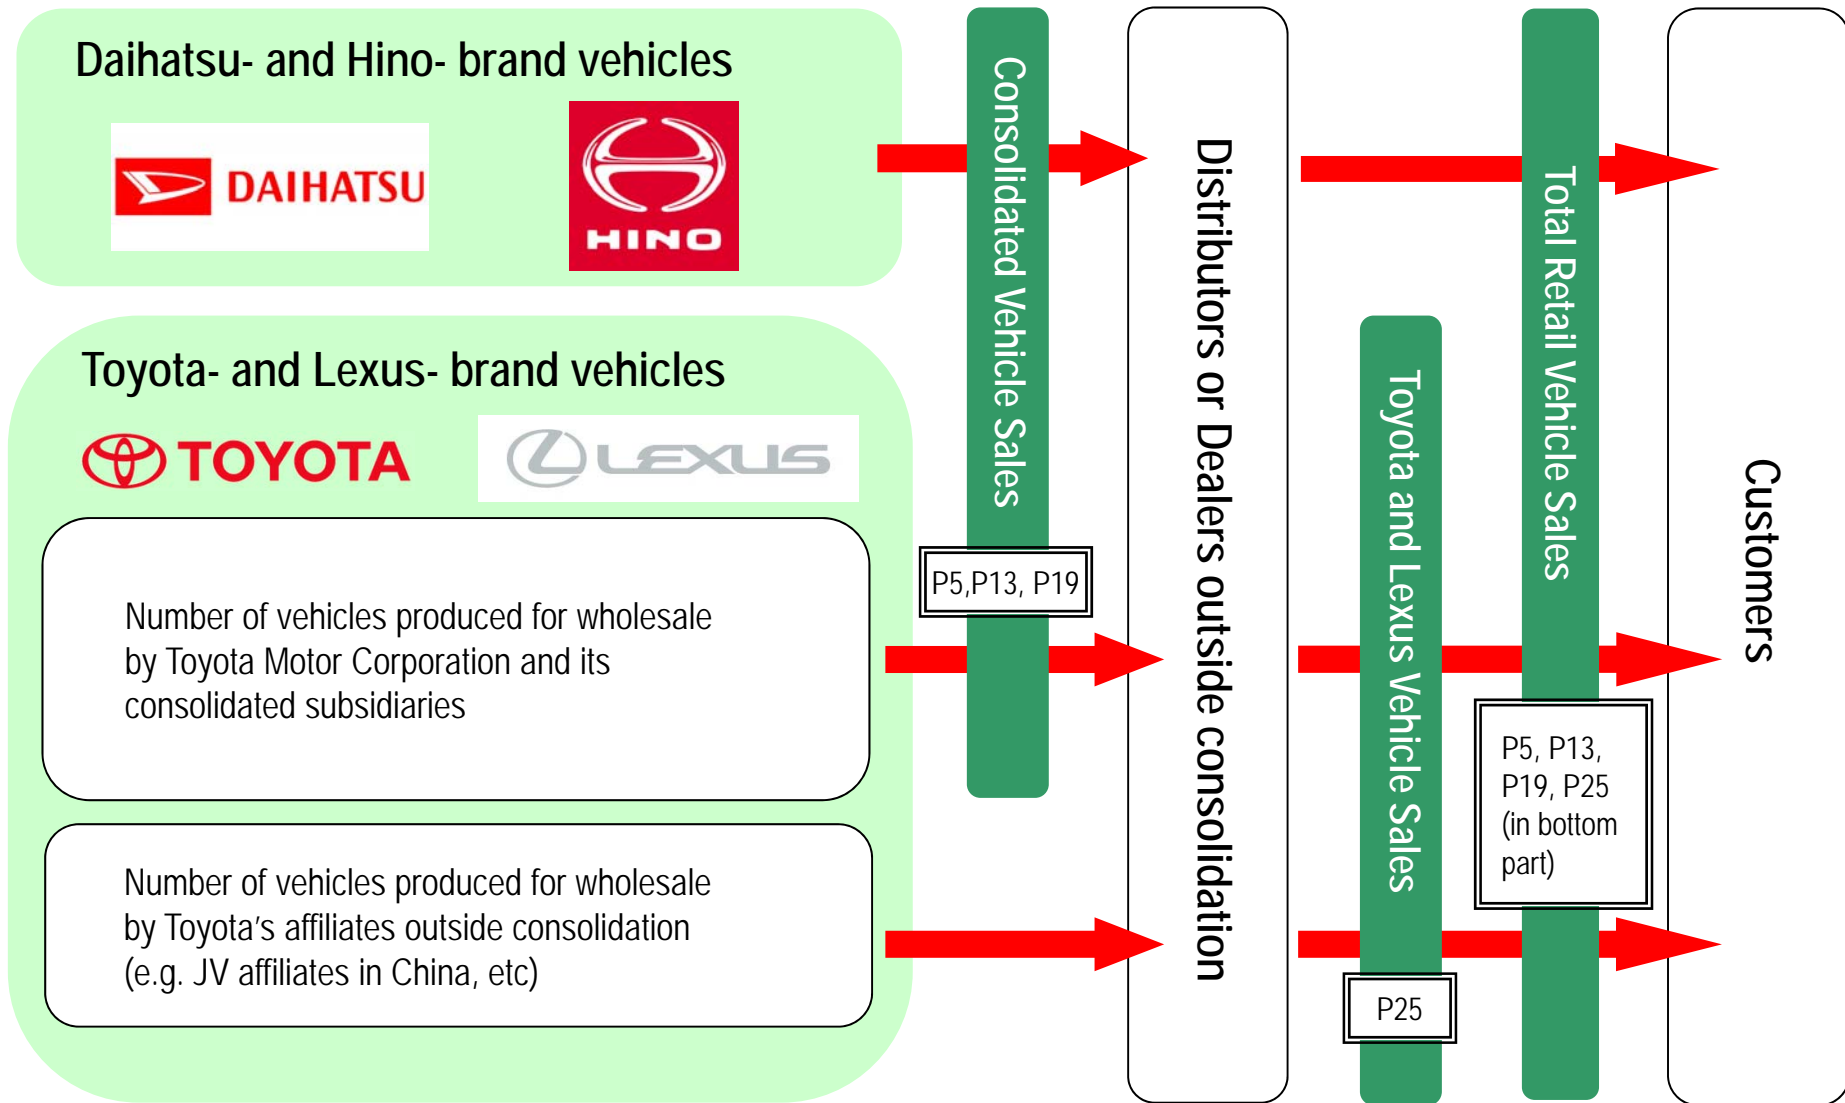 Daihatsu- and Hino- brand vehicles
DAIHATSU
HINO
Toyota- and Lexus- brand vehicles
TOYOTA
LEXUS
Number of vehicles produced for wholesale
by Toyota Motor Corporation and its
consolidated subsidiaries
Number of vehicles produced for wholesale
by Toyota's affiliates outside consolidation
(e.g. JV affiliates in China, etc)
Consolidated Vehicle Sales
P5,P13, P19
Distributors or Dealers outside consolidation
Toyota and Lexus Vehicle Sales
P25
Total Retail Vehicle Sales
P5, P13,
P19, P25
(in bottom
part)
Customers